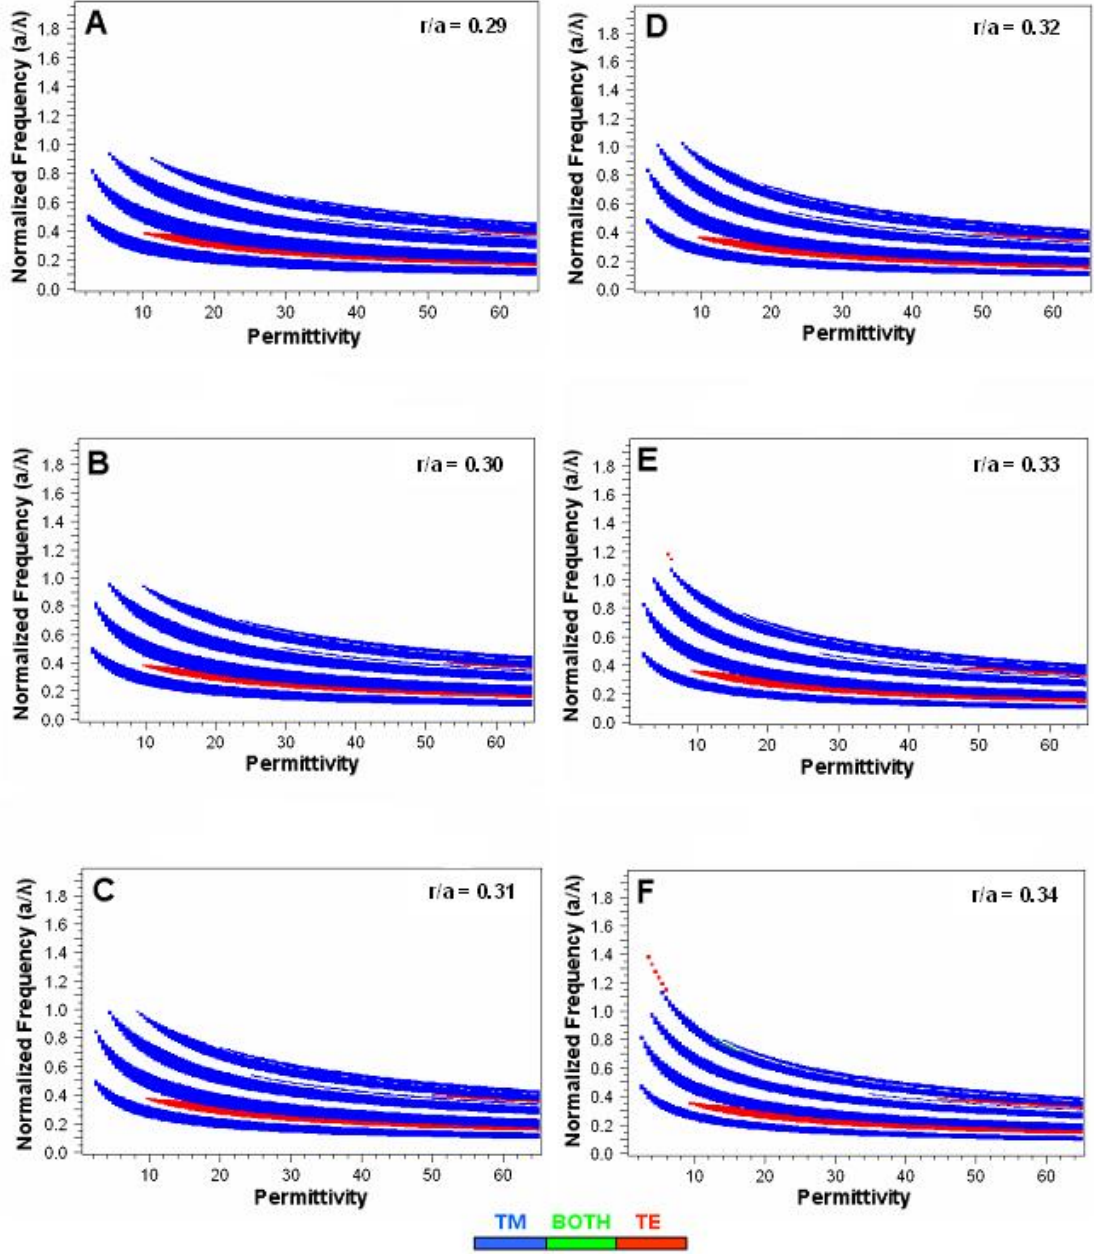 A
r/a = 0.29
Normalized Frequency (a/λ)
1.8
1.6
1.4
1.2
1.0
0.8
0.6
0.4
0.2
0.0
10 20 30 40 50 60
Permittivity
D
r/a = 0.32
Normalized Frequency (a/λ)
1.8
1.6
1.4
1.2
1.0
0.8
0.6
0.4
0.2
0.0
10 20 30 40 50 60
Permittivity
B
r/a = 0.30
Normalized Frequency (a/λ)
1.8
1.6
1.4
1.2
1.0
0.8
0.6
0.4
0.2
0.0
10 20 30 40 50 60
Permittivity
E
r/a = 0.33
Normalized Frequency (a/λ)
1.8
1.6
1.4
1.2
1.0
0.8
0.6
0.4
0.2
0.0
10 20 30 40 50 60
Permittivity
C
r/a = 0.31
Normalized Frequency (a/λ)
1.8
1.6
1.4
1.2
1.0
0.8
0.6
0.4
0.2
0.0
10 20 30 40 50 60
Permittivity
F
r/a = 0.34
Normalized Frequency (a/λ)
1.8
1.6
1.4
1.2
1.0
0.8
0.6
0.4
0.2
0.0
10 20 30 40 50 60
Permittivity
TM BOTH TE